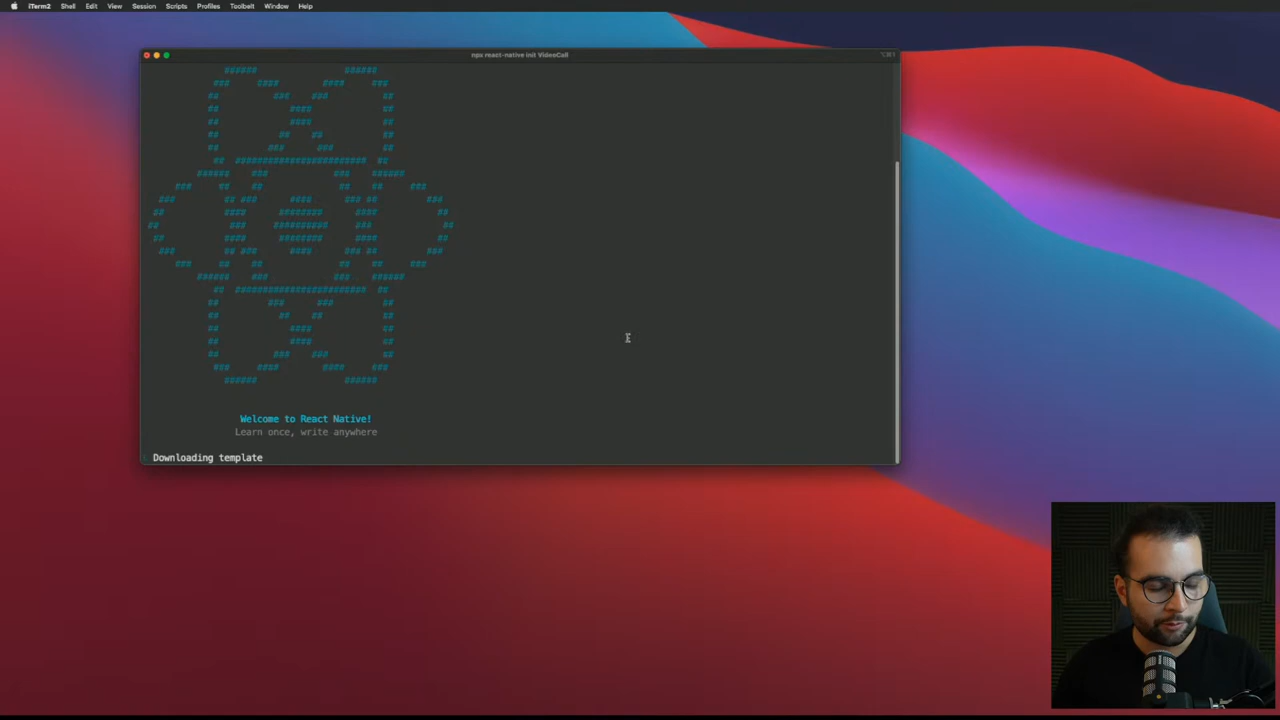 iTerm2 Shell Edit View Session Scripts Profiles Toolbelt Window Help
npx react-native init VideoCall
Welcome to React Native!
Learn once, write anywhere
Downloading template